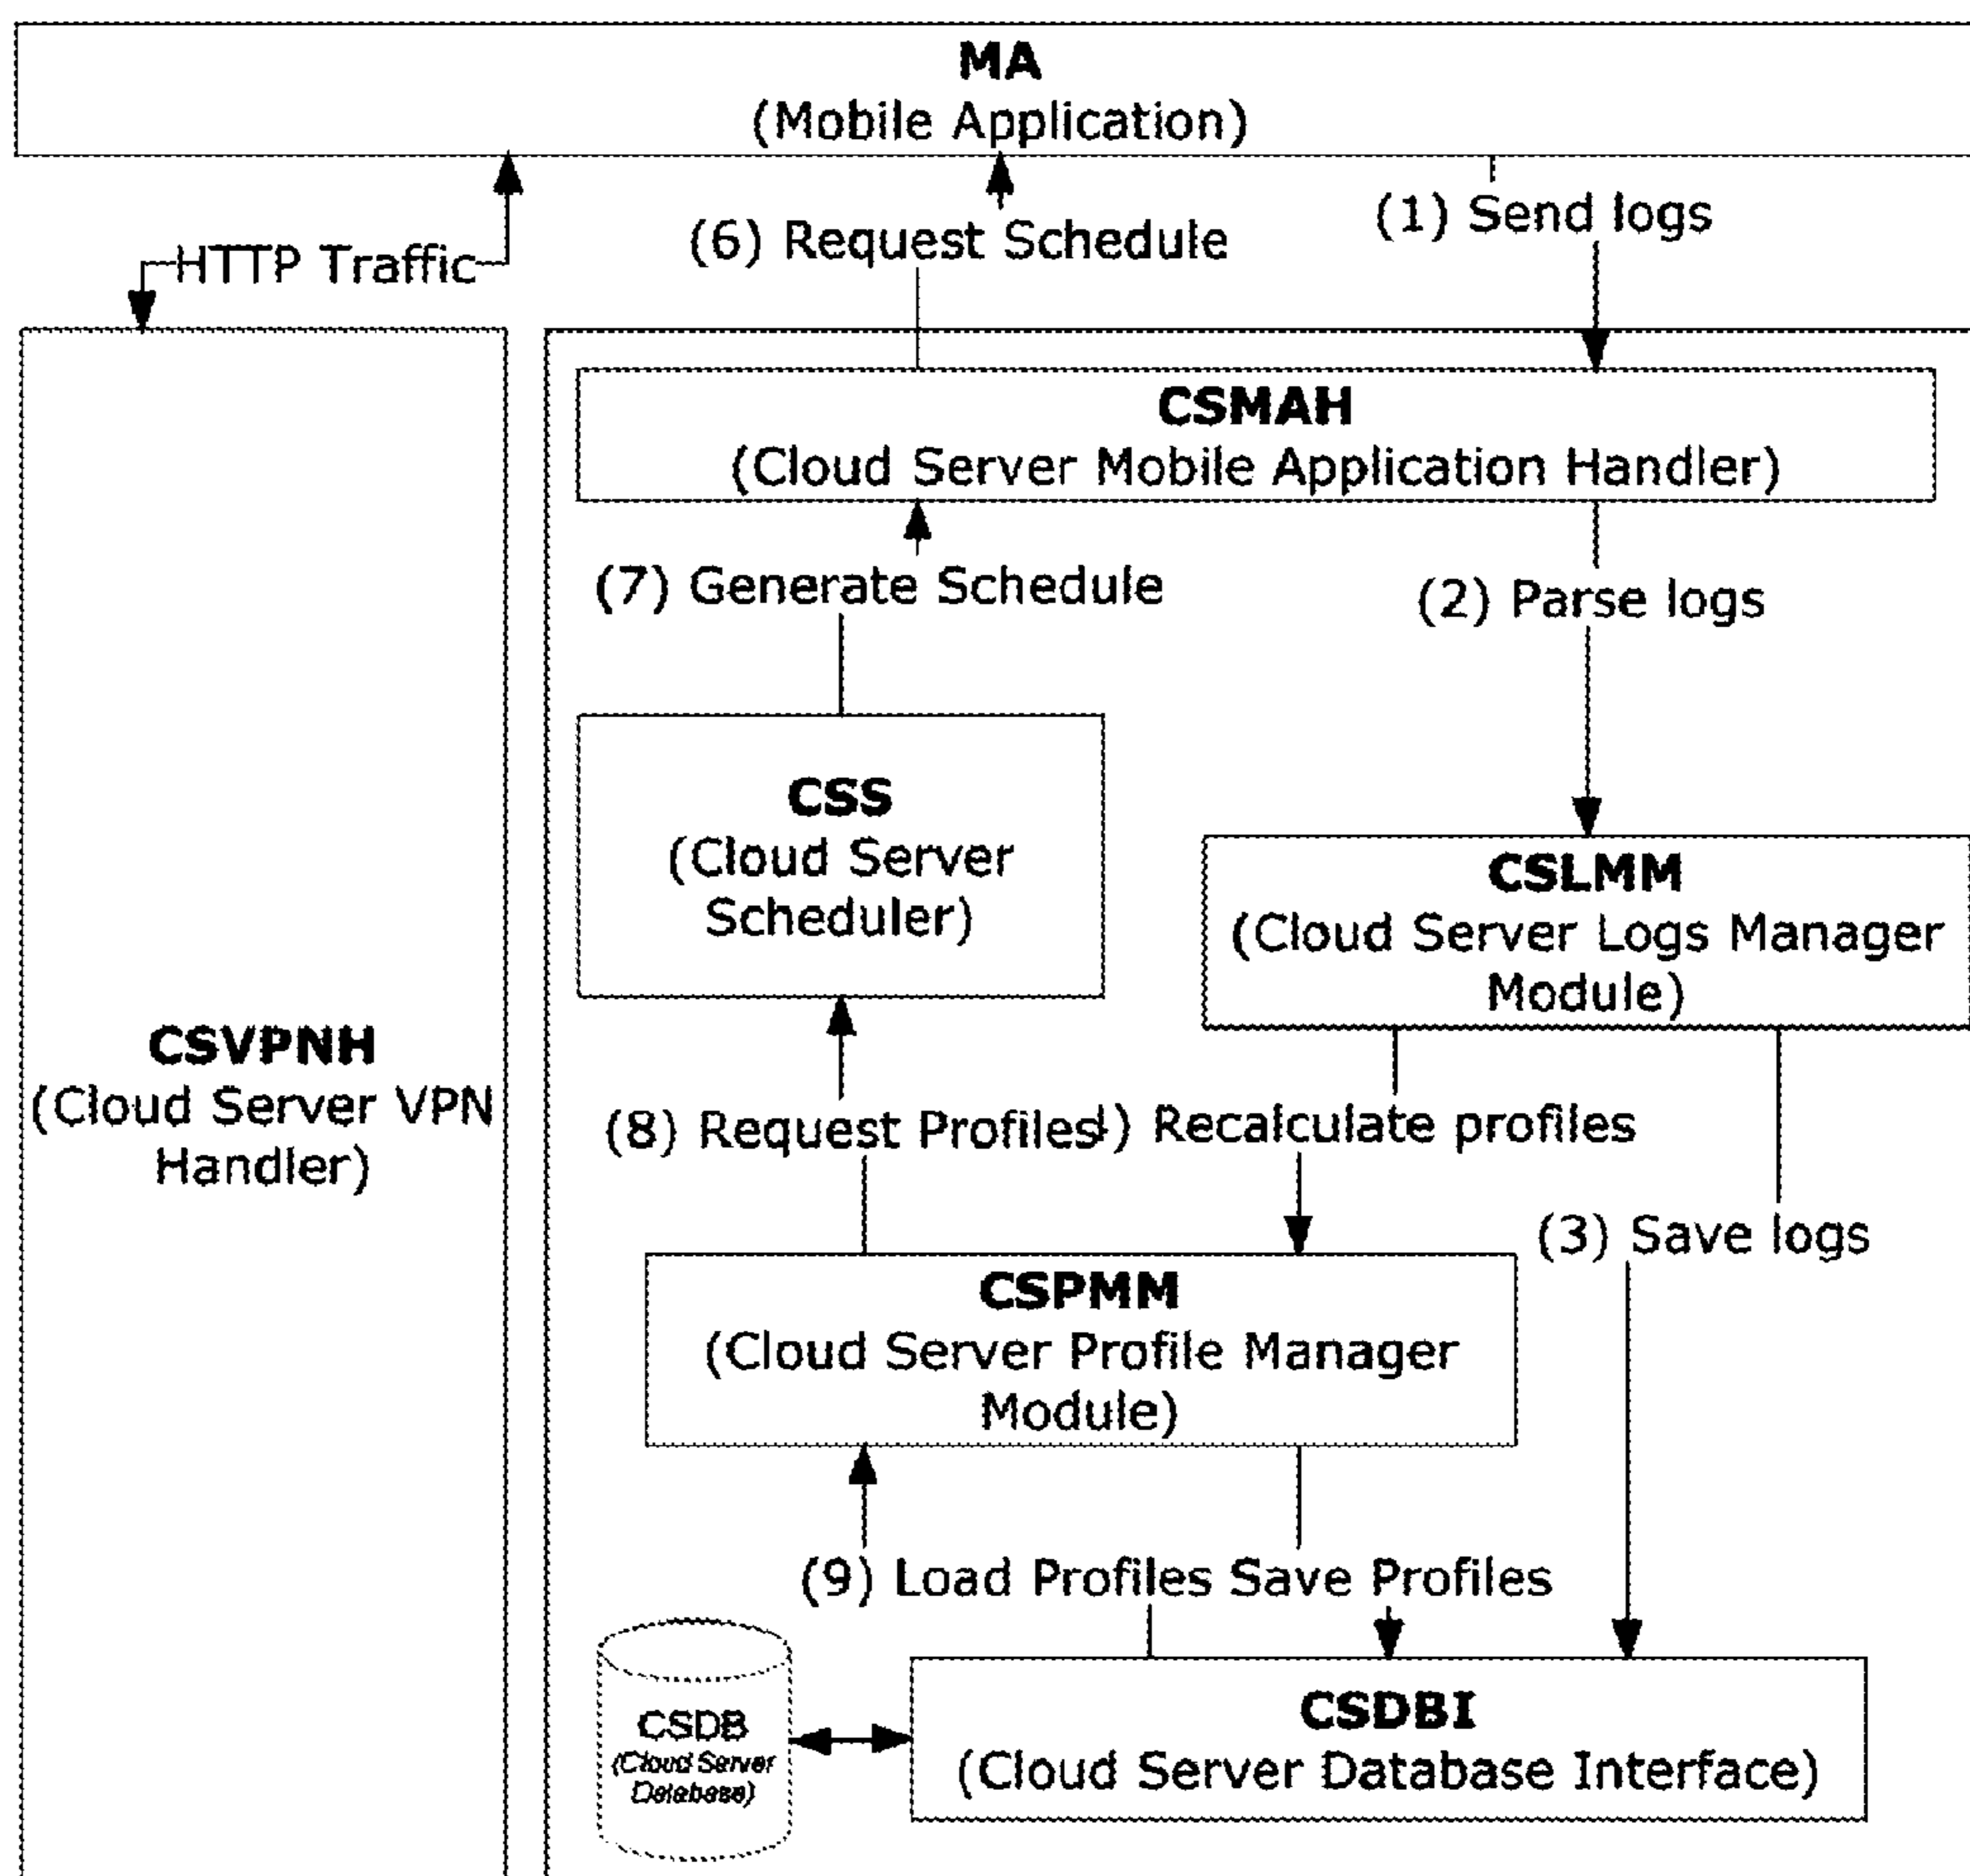 MA
(Mobile Application)
(6) Request Schedule
(1) Send logs
HTTP Traffic
CSMAH
(Cloud Server Mobile Application Handler)
(7) Generate Schedule
(2) Parse logs
CSS
(Cloud Server
Scheduler)
CSLMM
(Cloud Server Logs Manager
Module)
CSVPNH
(Cloud Server VPN
Handler)
(8) Request Profiles
) Recalculate profiles
(3) Save logs
CSPMM
(Cloud Server Profile Manager
Module)
(9) Load Profiles
Save Profiles
CSDB
(Cloud Server
Database)
CSDBI
(Cloud Server Database Interface)